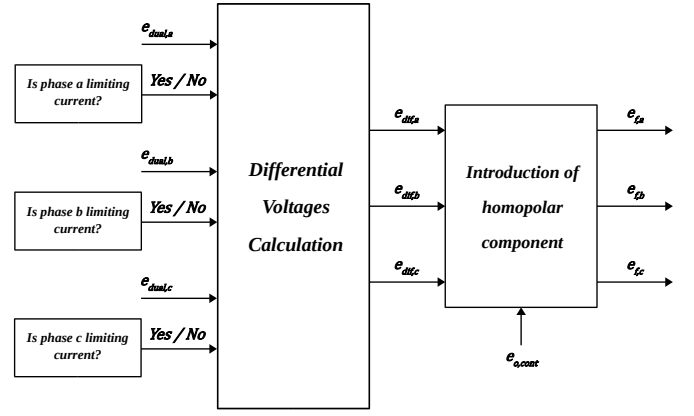 e_dual,a
Is phase a limiting
current?
Yes / No
e_dual,b
Is phase b limiting
current?
Yes / No
e_dual,c
Is phase c limiting
current?
Yes / No
Differential
Voltages
Calculation
e_dif,a
e_dif,b
e_dif,c
Introduction of
homopolar
component
e_o,cont
e_f,a
e_f,b
e_f,c